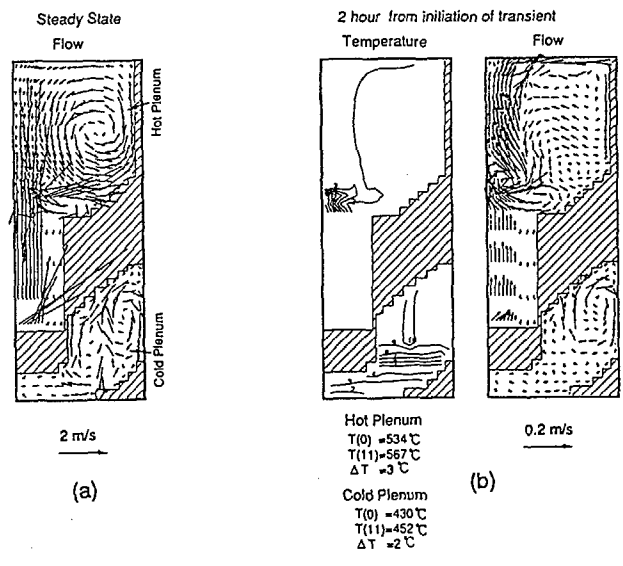 Steady State
Flow
Hot Plenum
Cold Plenum
2 m/s
(a)
2 hour from initiation of transient
Temperature
Flow
Hot Plenum
T(0) =534℃
T(11)=567℃
ΔT =3℃
Cold Plenum
T(0) =430℃
T(11)=452℃
ΔT =2℃
0.2 m/s
(b)